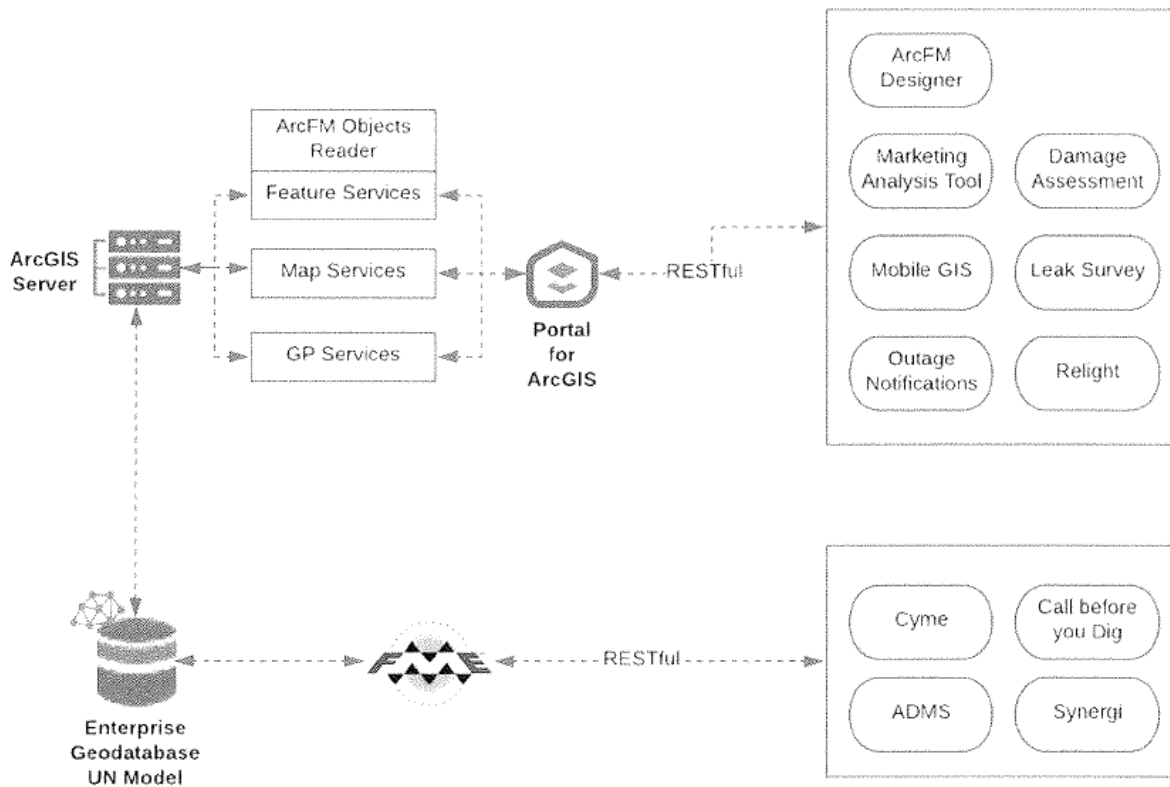 ArcFM
Designer
ArcFM Objects
Reader
Marketing
Analysis Tool
Damage
Assessment
Feature Services
ArcGIS
Server
Map Services
RESTful
Mobile GIS
Leak Survey
Portal
for
ArcGIS
GP Services
Outage
Notifications
Relight
Cyme
Call before
you Dig
FME
RESTful
ADMS
Synergi
Enterprise
Geodatabase
UN Model